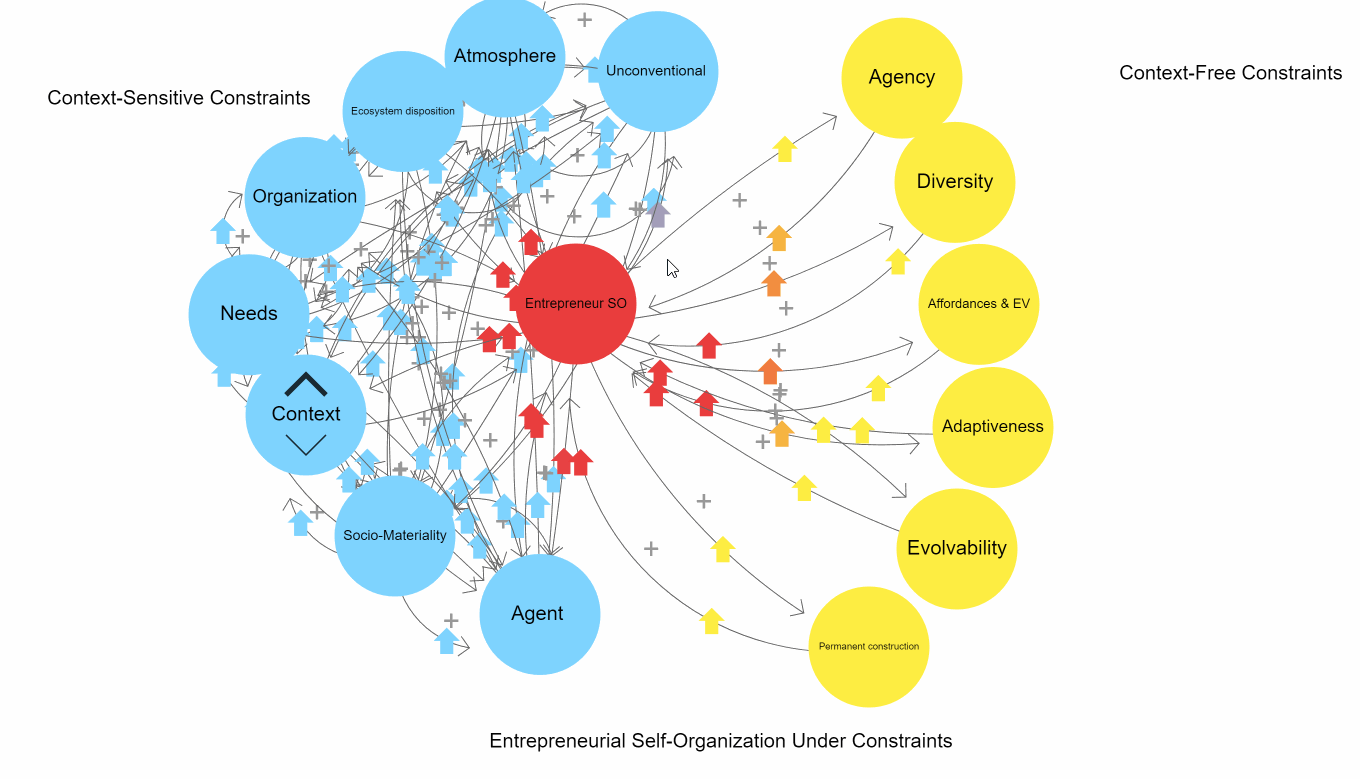 Atmosphere
Unconventional
Agency
Context-Free Constraints
Context-Sensitive Constraints
Ecosystem disposition
Diversity
Organization
Needs
Entrepreneur SO
Affordances & EV
Context
Adaptiveness
Socio-Materiality
Evolvability
Agent
Permanent construction
Entrepreneurial Self-Organization Under Constraints